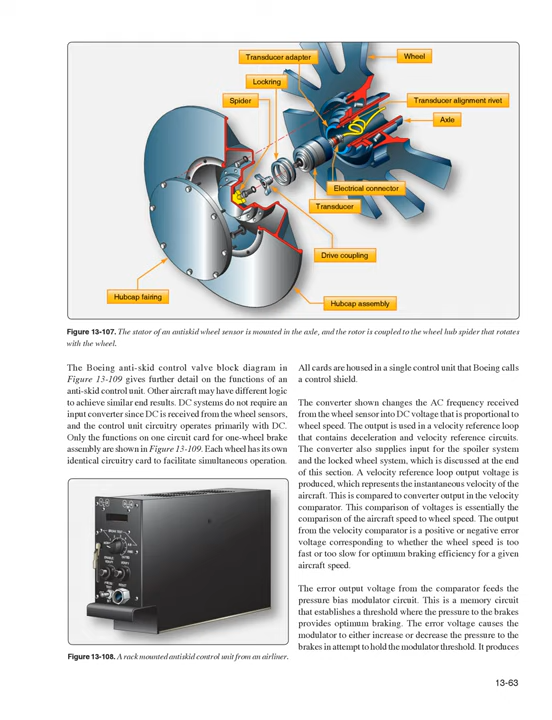 Transducer adapter
Wheel
Lockring
Spider
Transducer alignment rivet
Axle
Electrical connector
Transducer
Drive coupling
Hubcap fairing
Hubcap assembly
Figure 13-107. The stator of an antiskid wheel sensor is mounted in the axle, and the rotor is coupled to the wheel hub spider that rotates
with the wheel.
The Boeing anti-skid control valve block diagram in
Figure 13-109 gives further detail on the functions of an
anti-skid control unit. Other aircraft may have different logic
to achieve similar end results. DC systems do not require an
input converter since DC is received from the wheel sensors,
and the control unit circuitry operates primarily with DC.
Only the functions on one circuit card for one-wheel brake
assembly are shown in Figure 13-109. Each wheel has its own
identical circuitry card to facilitate simultaneous operation.
Figure 13-108. A rack mounted antiskid control unit from an airliner.
All cards are housed in a single control unit that Boeing calls
a control shield.
The converter shown changes the AC frequency received
from the wheel sensor into DC voltage that is proportional to
wheel speed. The output is used in a velocity reference loop
that contains deceleration and velocity reference circuits.
The converter also supplies input for the spoiler system
and the locked wheel system, which is discussed at the end
of this section. A velocity reference loop output voltage is
produced, which represents the instantaneous velocity of the
aircraft. This is compared to converter output in the velocity
comparator. This comparison of voltages is essentially the
comparison of the aircraft speed to wheel speed. The output
from the velocity comparator is a positive or negative error
voltage corresponding to whether the wheel speed is too
fast or too slow for optimum braking efficiency for a given
aircraft speed.
The error output voltage from the comparator feeds the
pressure bias modulator circuit. This is a memory circuit
that establishes a threshold where the pressure to the brakes
provides optimum braking. The error voltage causes the
modulator to either increase or decrease the pressure to the
brakes in attempt to hold the modulator threshold. It produces
13-63